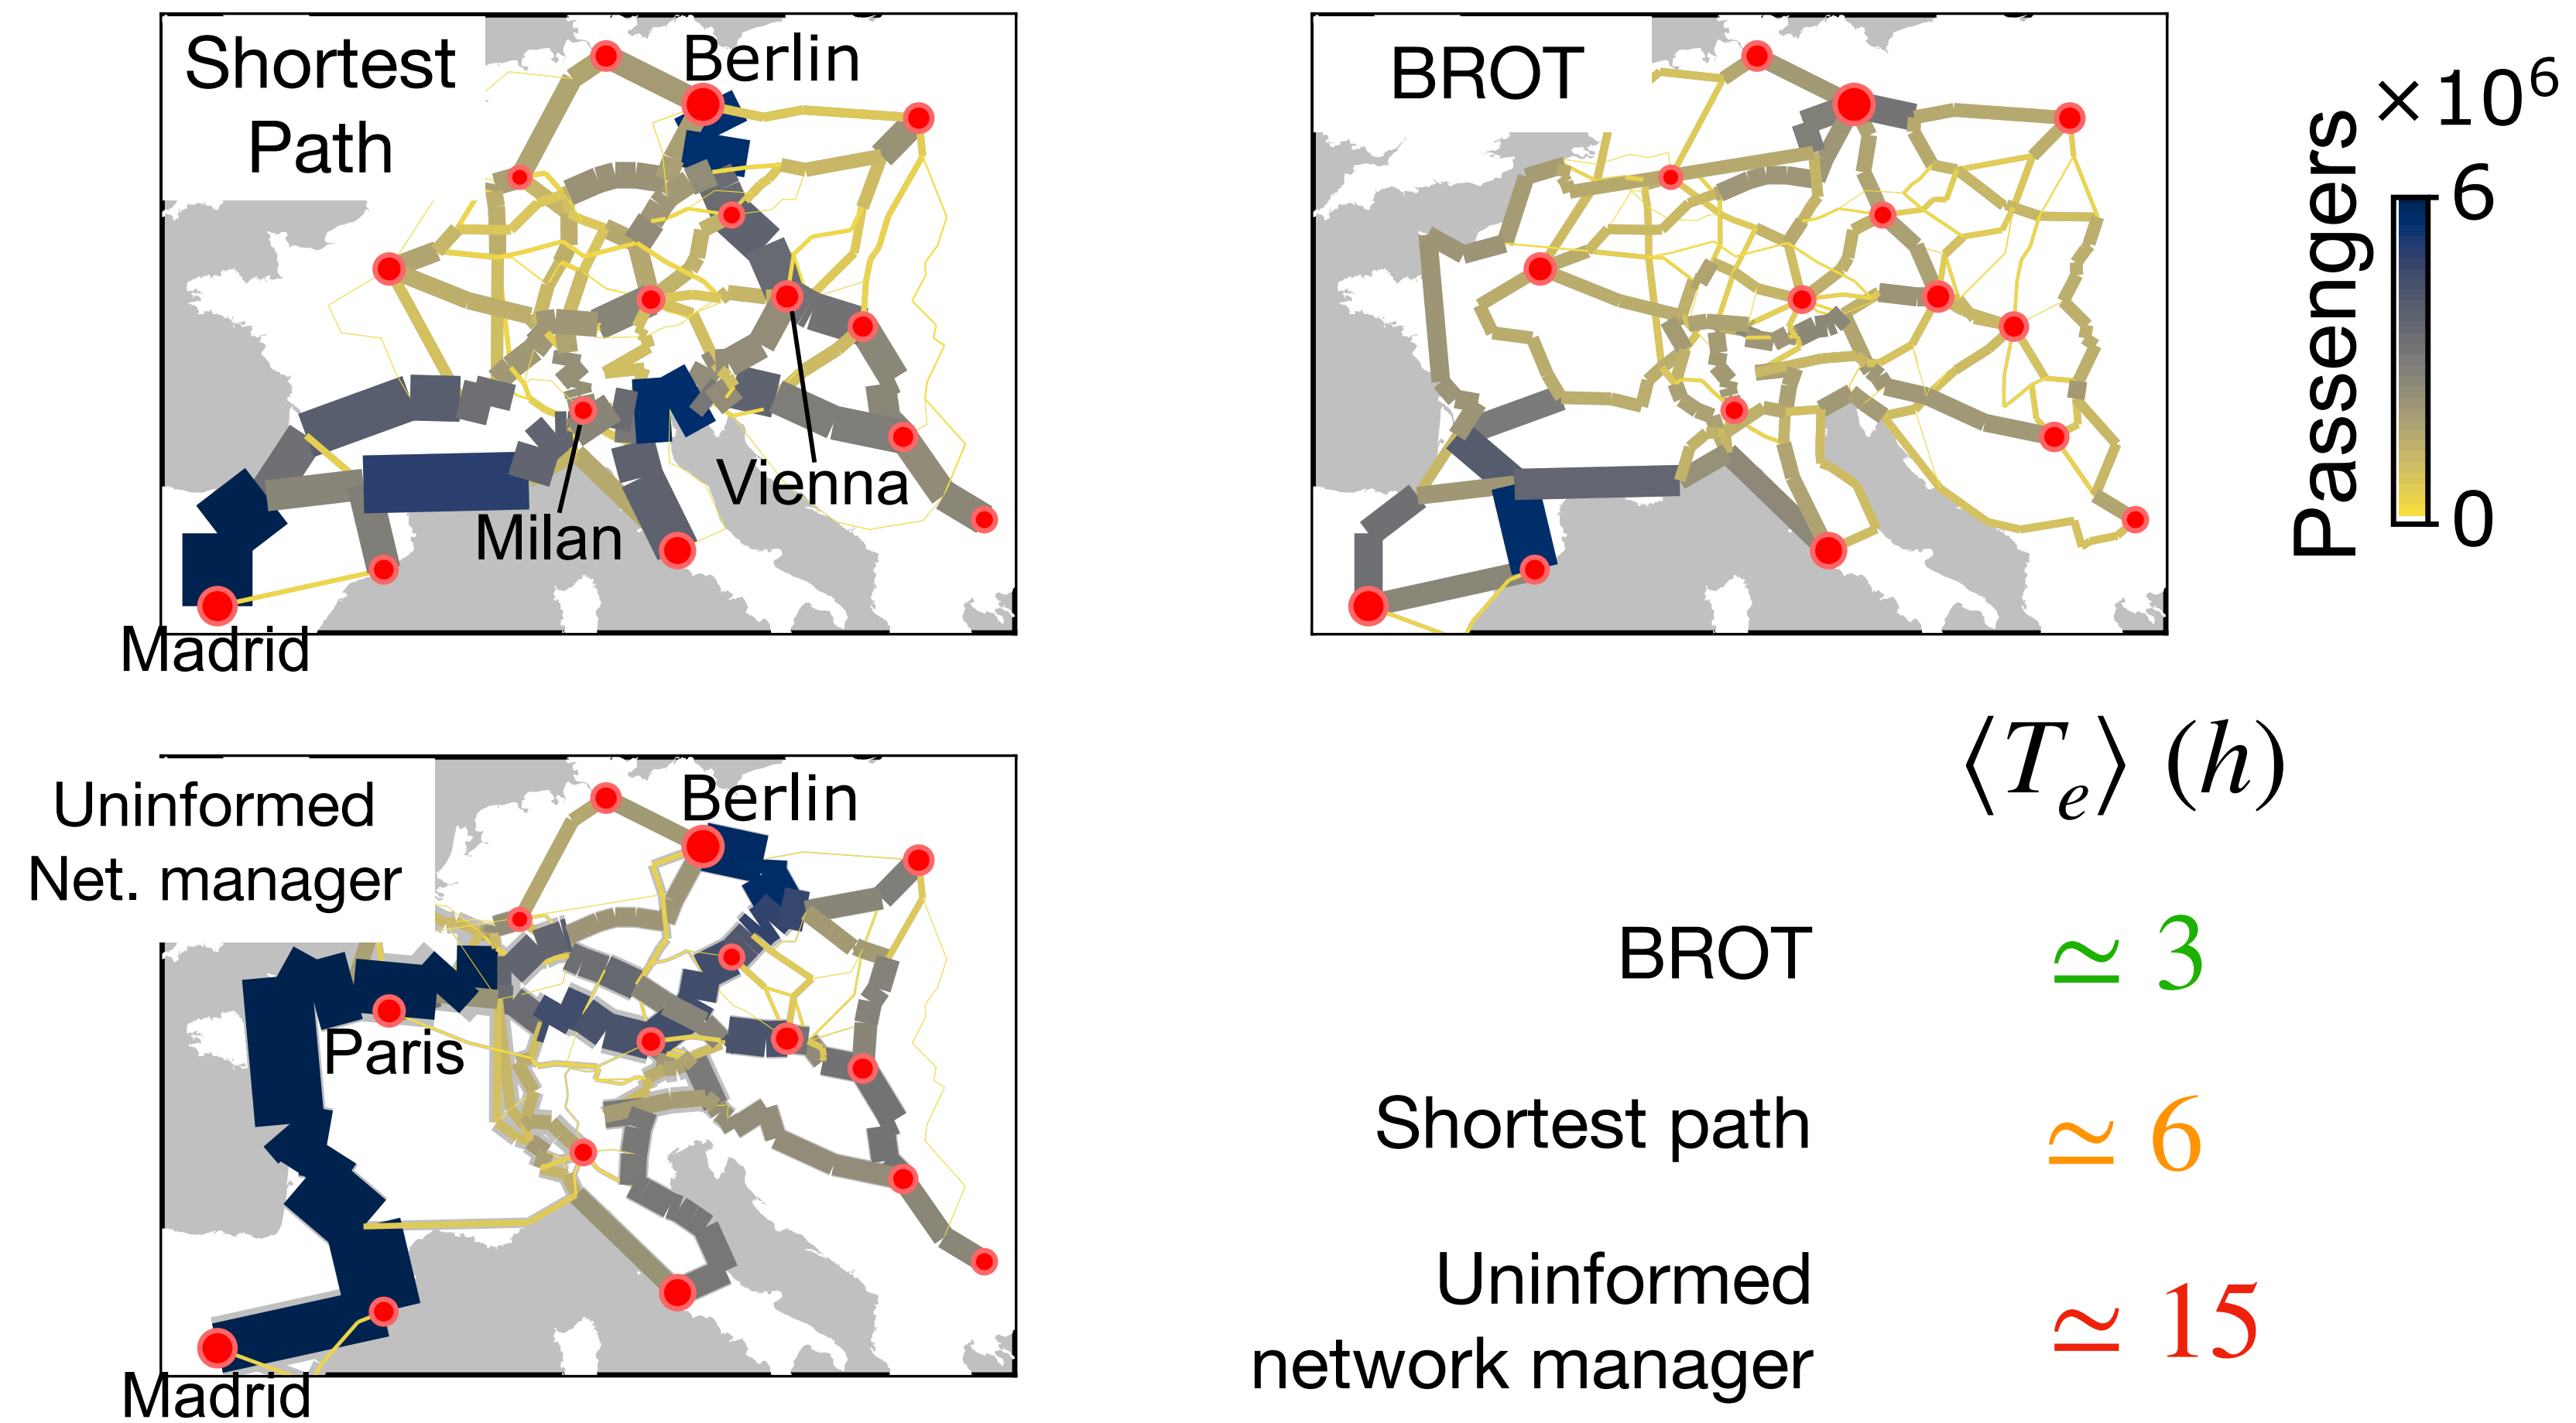 Shortest
Path
Berlin
Milan
Vienna
Madrid
BROT
Passengers
×10⁶
6
0
Uninformed
Net. manager
Berlin
Paris
Madrid
⟨Tₑ⟩ (h)
BROT ≃ 3
Shortest path ≃ 6
Uninformed
network manager ≃ 15